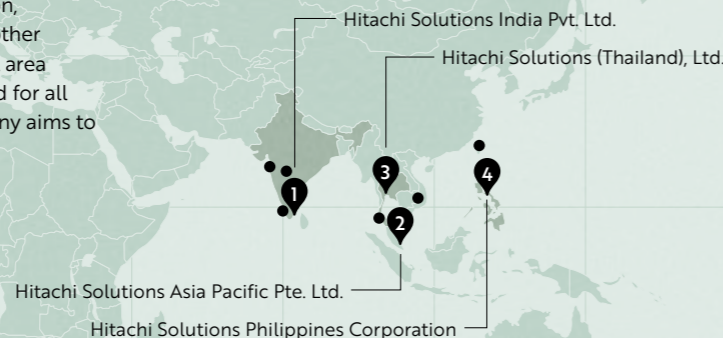 n,
other
area
d for all
ny aims to
Hitachi Solutions India Pvt. Ltd.
Hitachi Solutions (Thailand), Ltd.
3
4
1
2
Hitachi Solutions Asia Pacific Pte. Ltd.
Hitachi Solutions Philippines Corporation